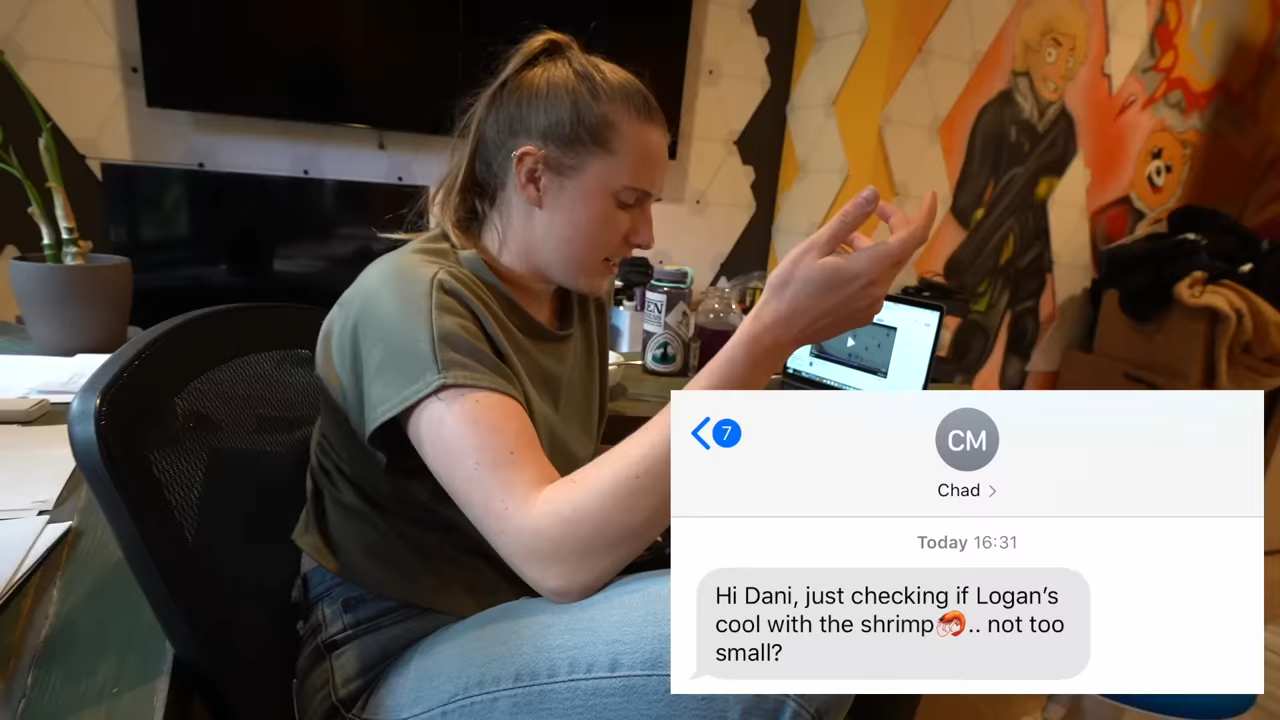 EN
7
CM
Chad
Today 16:31
Hi Dani, just checking if Logan’s
cool with the shrimp🦐.. not too
small?